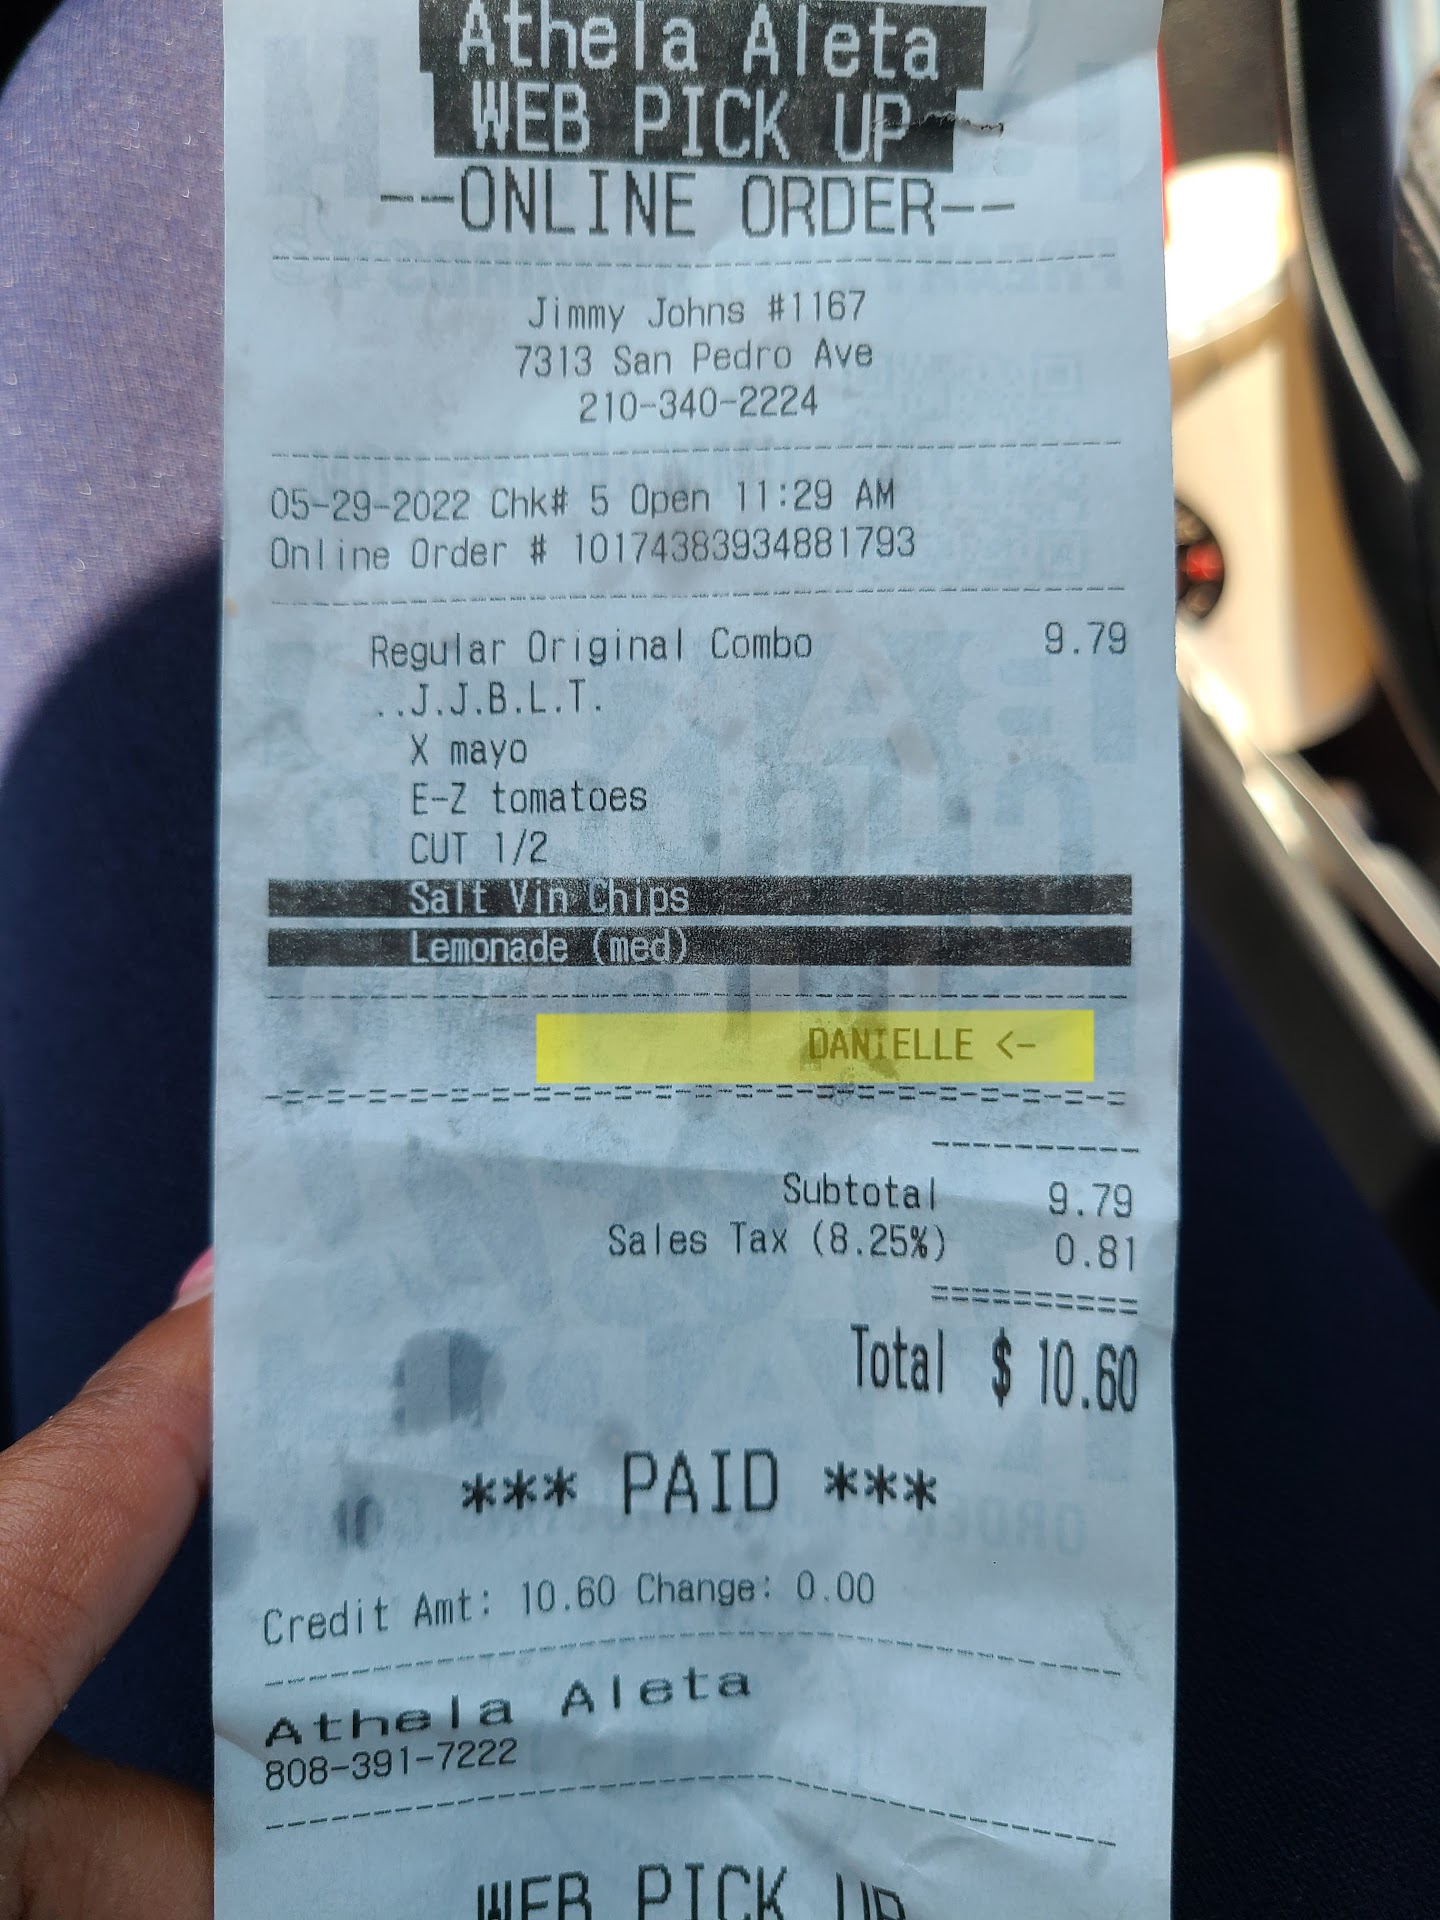 Athela Aleta
WEB PICK UP
--ONLINE ORDER--
Jimmy Johns #1167
7313 San Pedro Ave
210-340-2224
05-29-2022 Chk# 5 Open 11:29 AM
Online Order # 10174383934881793
Regular Original Combo 9.79
..J.J.B.L.T.
X mayo
E-Z tomatoes
CUT 1/2
Salt Vin Chips
Lemonade (med)
DANIELLE <-
Subtotal 9.79
Sales Tax (8.25%) 0.81
Total $ 10.60
*** PAID ***
Credit Amt: 10.60 Change: 0.00
Athela Aleta
808-391-7222
WEB PICK UP